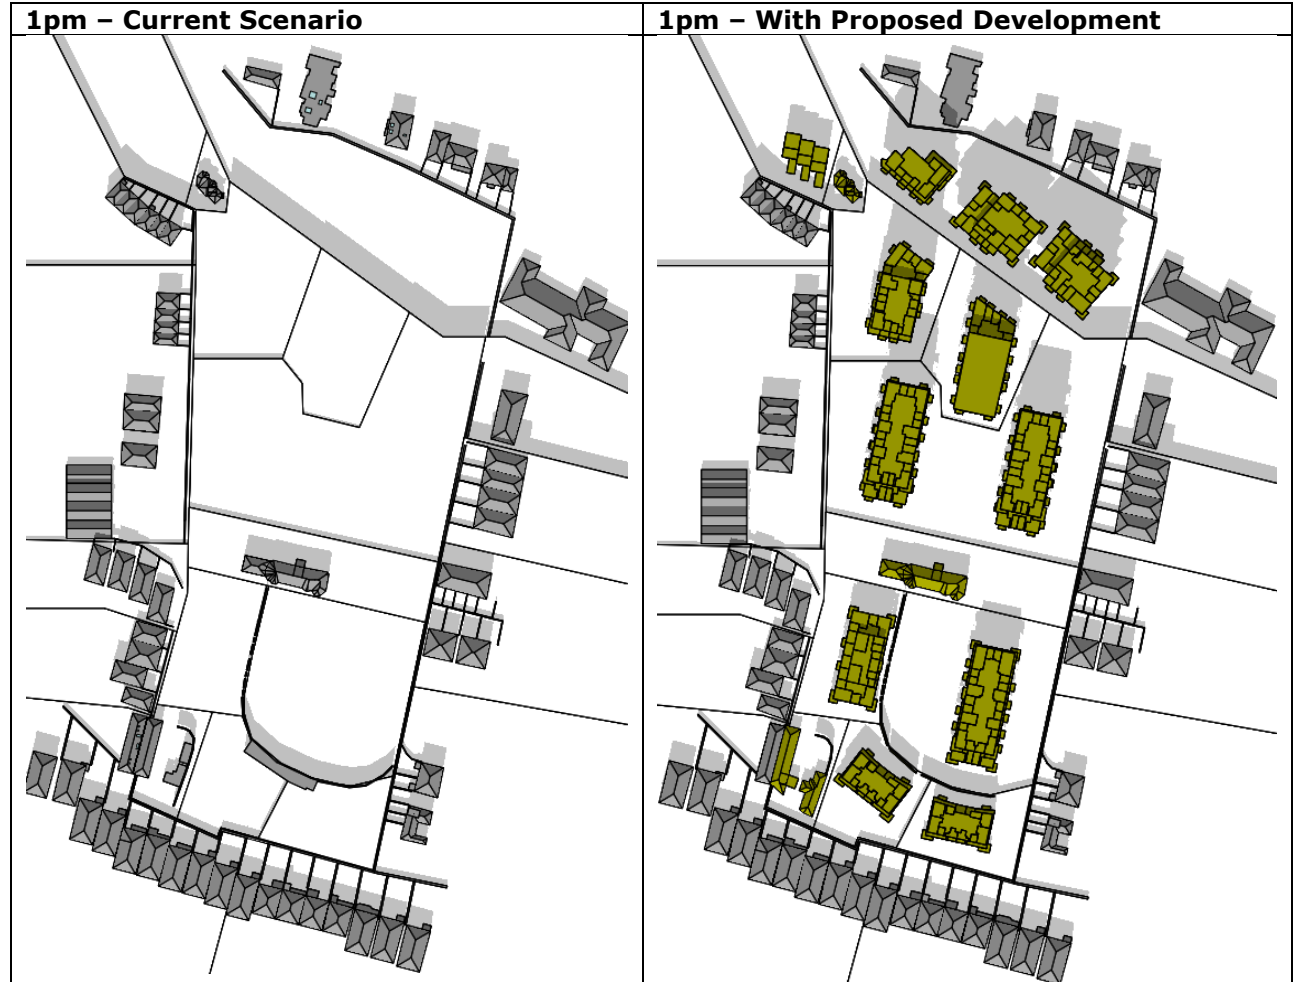 1pm – Current Scenario
1pm – With Proposed Development